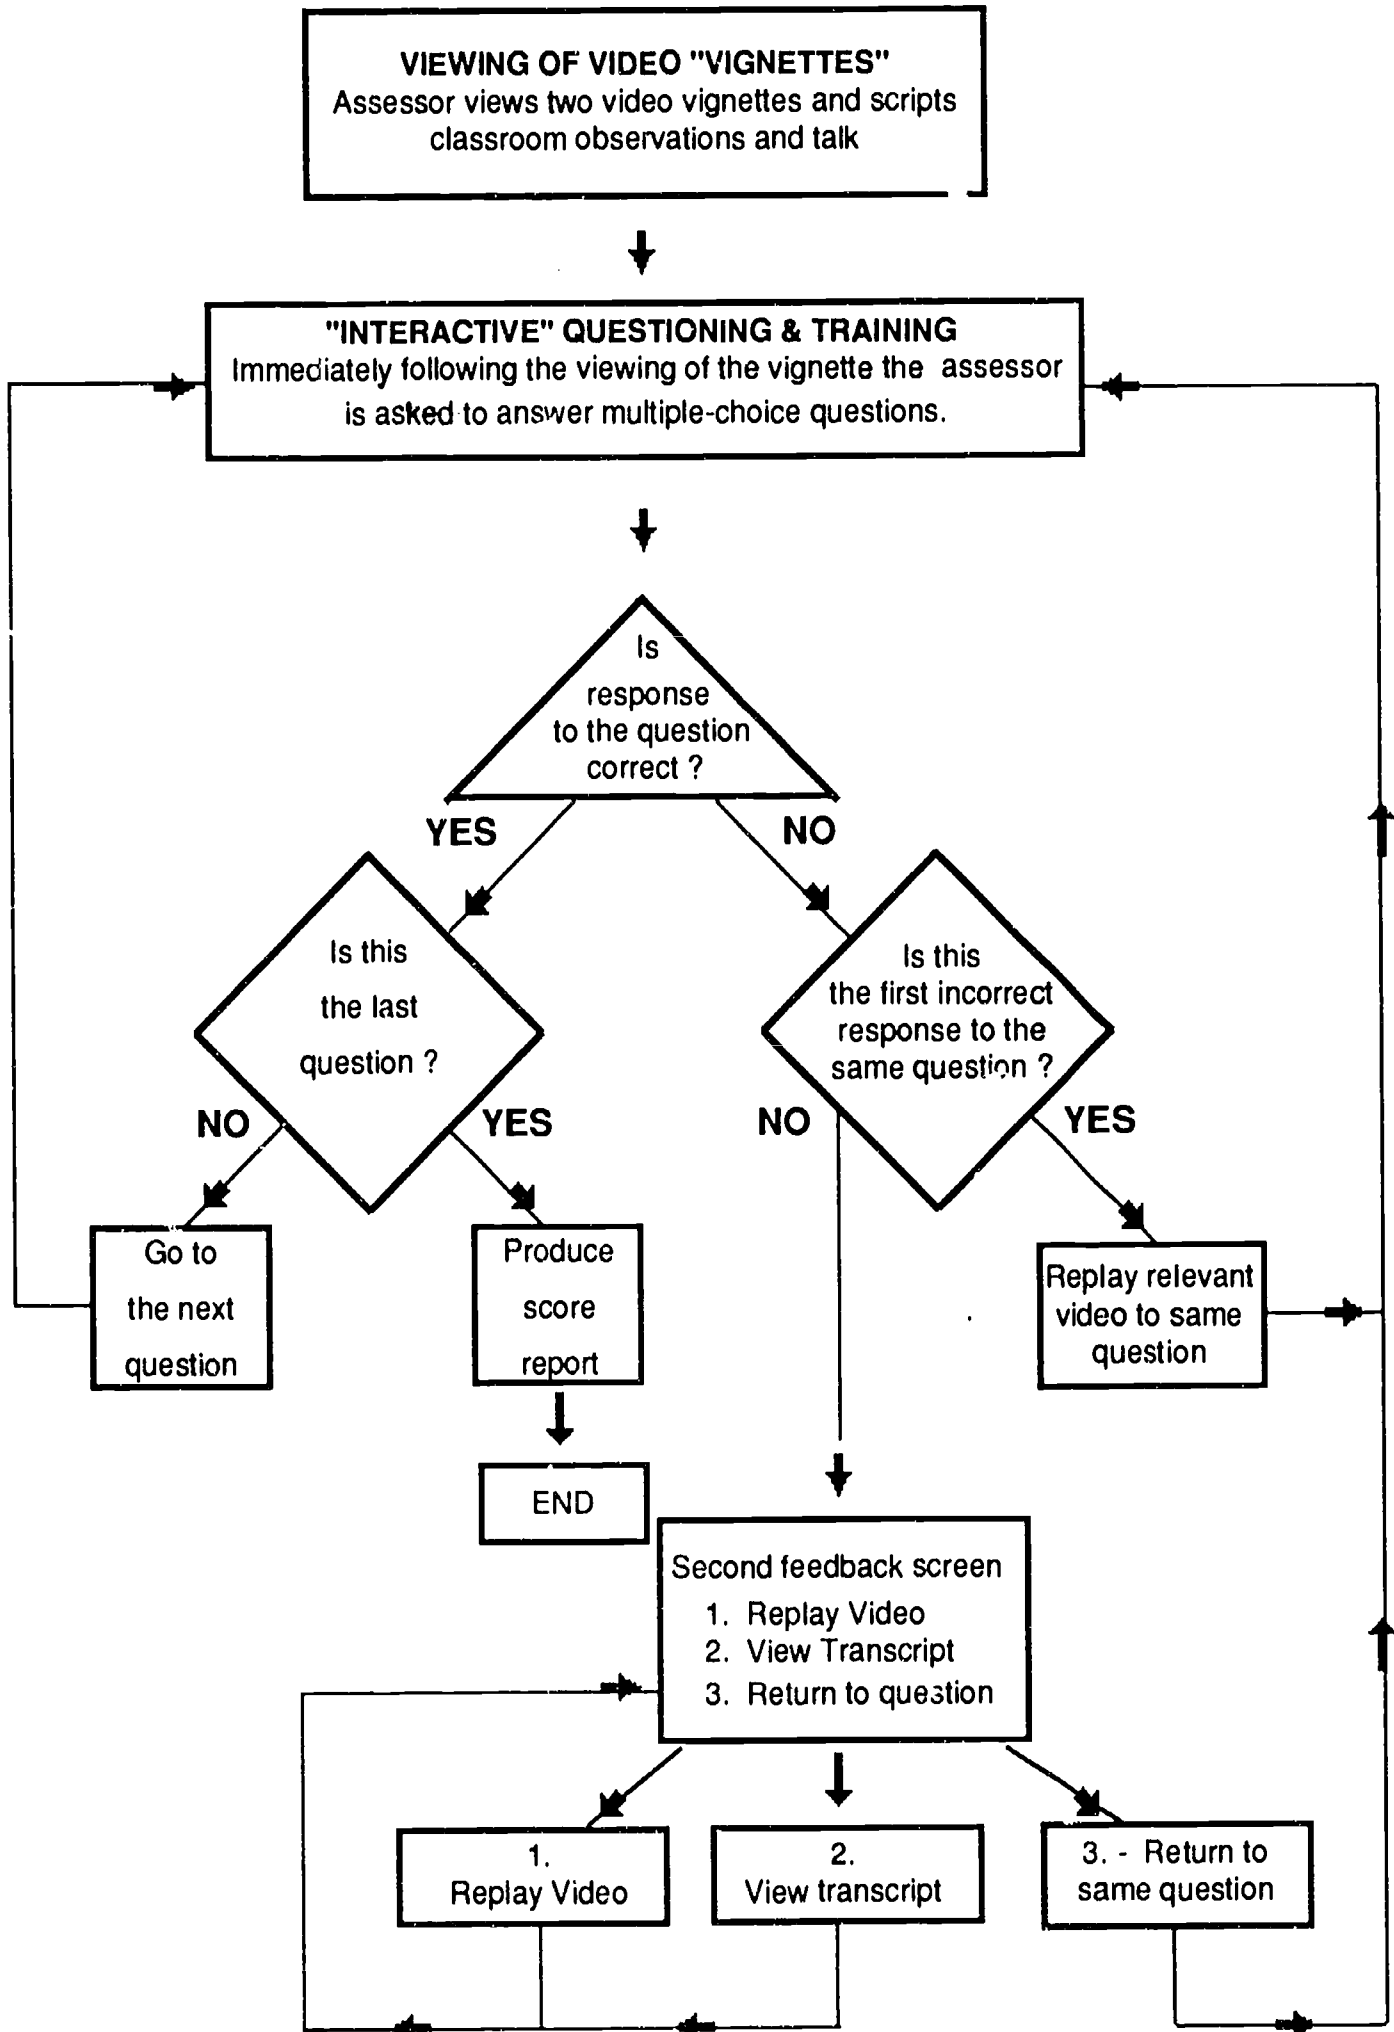 VIEWING OF VIDEO "VIGNETTES"
Assessor views two video vignettes and scripts
classroom observations and talk
"INTERACTIVE" QUESTIONING & TRAINING
Immediately following the viewing of the vignette the assessor
is asked to answer multiple-choice questions.
Is
response
to the question
correct ?
YES
NO
Is this
the last
question ?
Is this
the first incorrect
response to the
same question ?
NO
YES
NO
YES
Go to
the next
question
Produce
score
report
Replay relevant
video to same
question
END
Second feedback screen
1. Replay Video
2. View Transcript
3. Return to question
1.
Replay Video
2.
View transcript
3. - Return to
same question